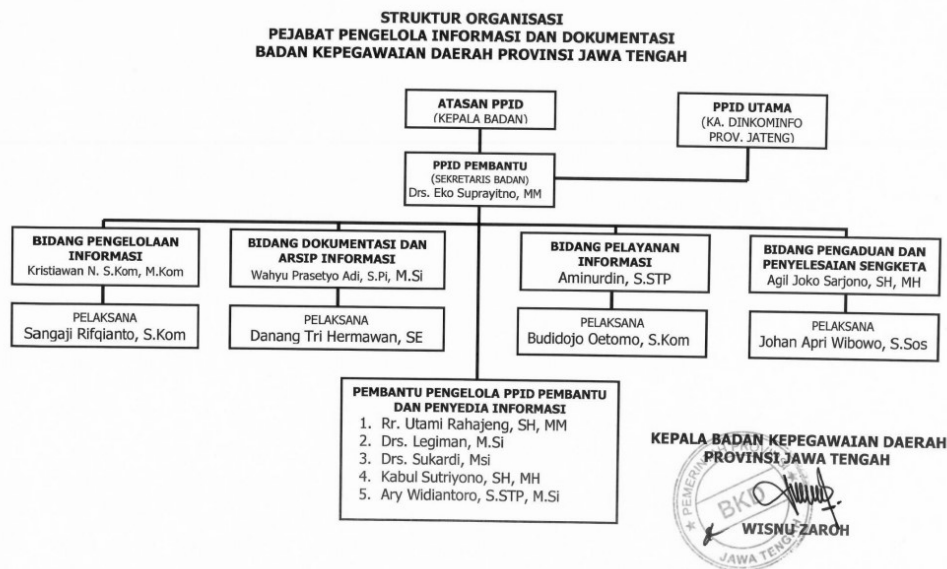 STRUKTUR ORGANISASI
PEJABAT PENGELOLA INFORMASI DAN DOKUMENTASI
BADAN KEPEGAWAIAN DAERAH PROVINSI JAWA TENGAH
ATASAN PPID
(KEPALA BADAN)
PPID UTAMA
(KA. DINKOMINFO
PROV. JATENG)
PPID PEMBANTU
(SEKRETARIS BADAN)
Drs. Eko Suprayitno, MM
BIDANG PENGELOLAAN
INFORMASI
Kristiawan N. S.Kom, M.Kom
BIDANG DOKUMENTASI DAN
ARSIP INFORMASI
Wahyu Prasetyo Adi, S.Pi, M.Si
BIDANG PELAYANAN
INFORMASI
Aminurdin, S.STP
BIDANG PENGADUAN DAN
PENYELESAIAN SENGKETA
Agil Joko Sarjono, SH, MH
PELAKSANA
Sangaji Rifqianto, S.Kom
PELAKSANA
Danang Tri Hermawan, SE
PELAKSANA
Budidojo Oetomo, S.Kom
PELAKSANA
Johan Apri Wibowo, S.Sos
PEMBANTU PENGELOLA PPID PEMBANTU
DAN PENYEDIA INFORMASI
1. Rr. Utami Rahajeng, SH, MM
2. Drs. Legiman, M.Si
3. Drs. Sukardi, Msi
4. Kabul Sutriyono, SH, MH
5. Ary Widiantoro, S.STP, M.Si
KEPALA BADAN KEPEGAWAIAN DAERAH
PROVINSI JAWA TENGAH
BKD
JAWA TENGAH
WISNU ZAROH